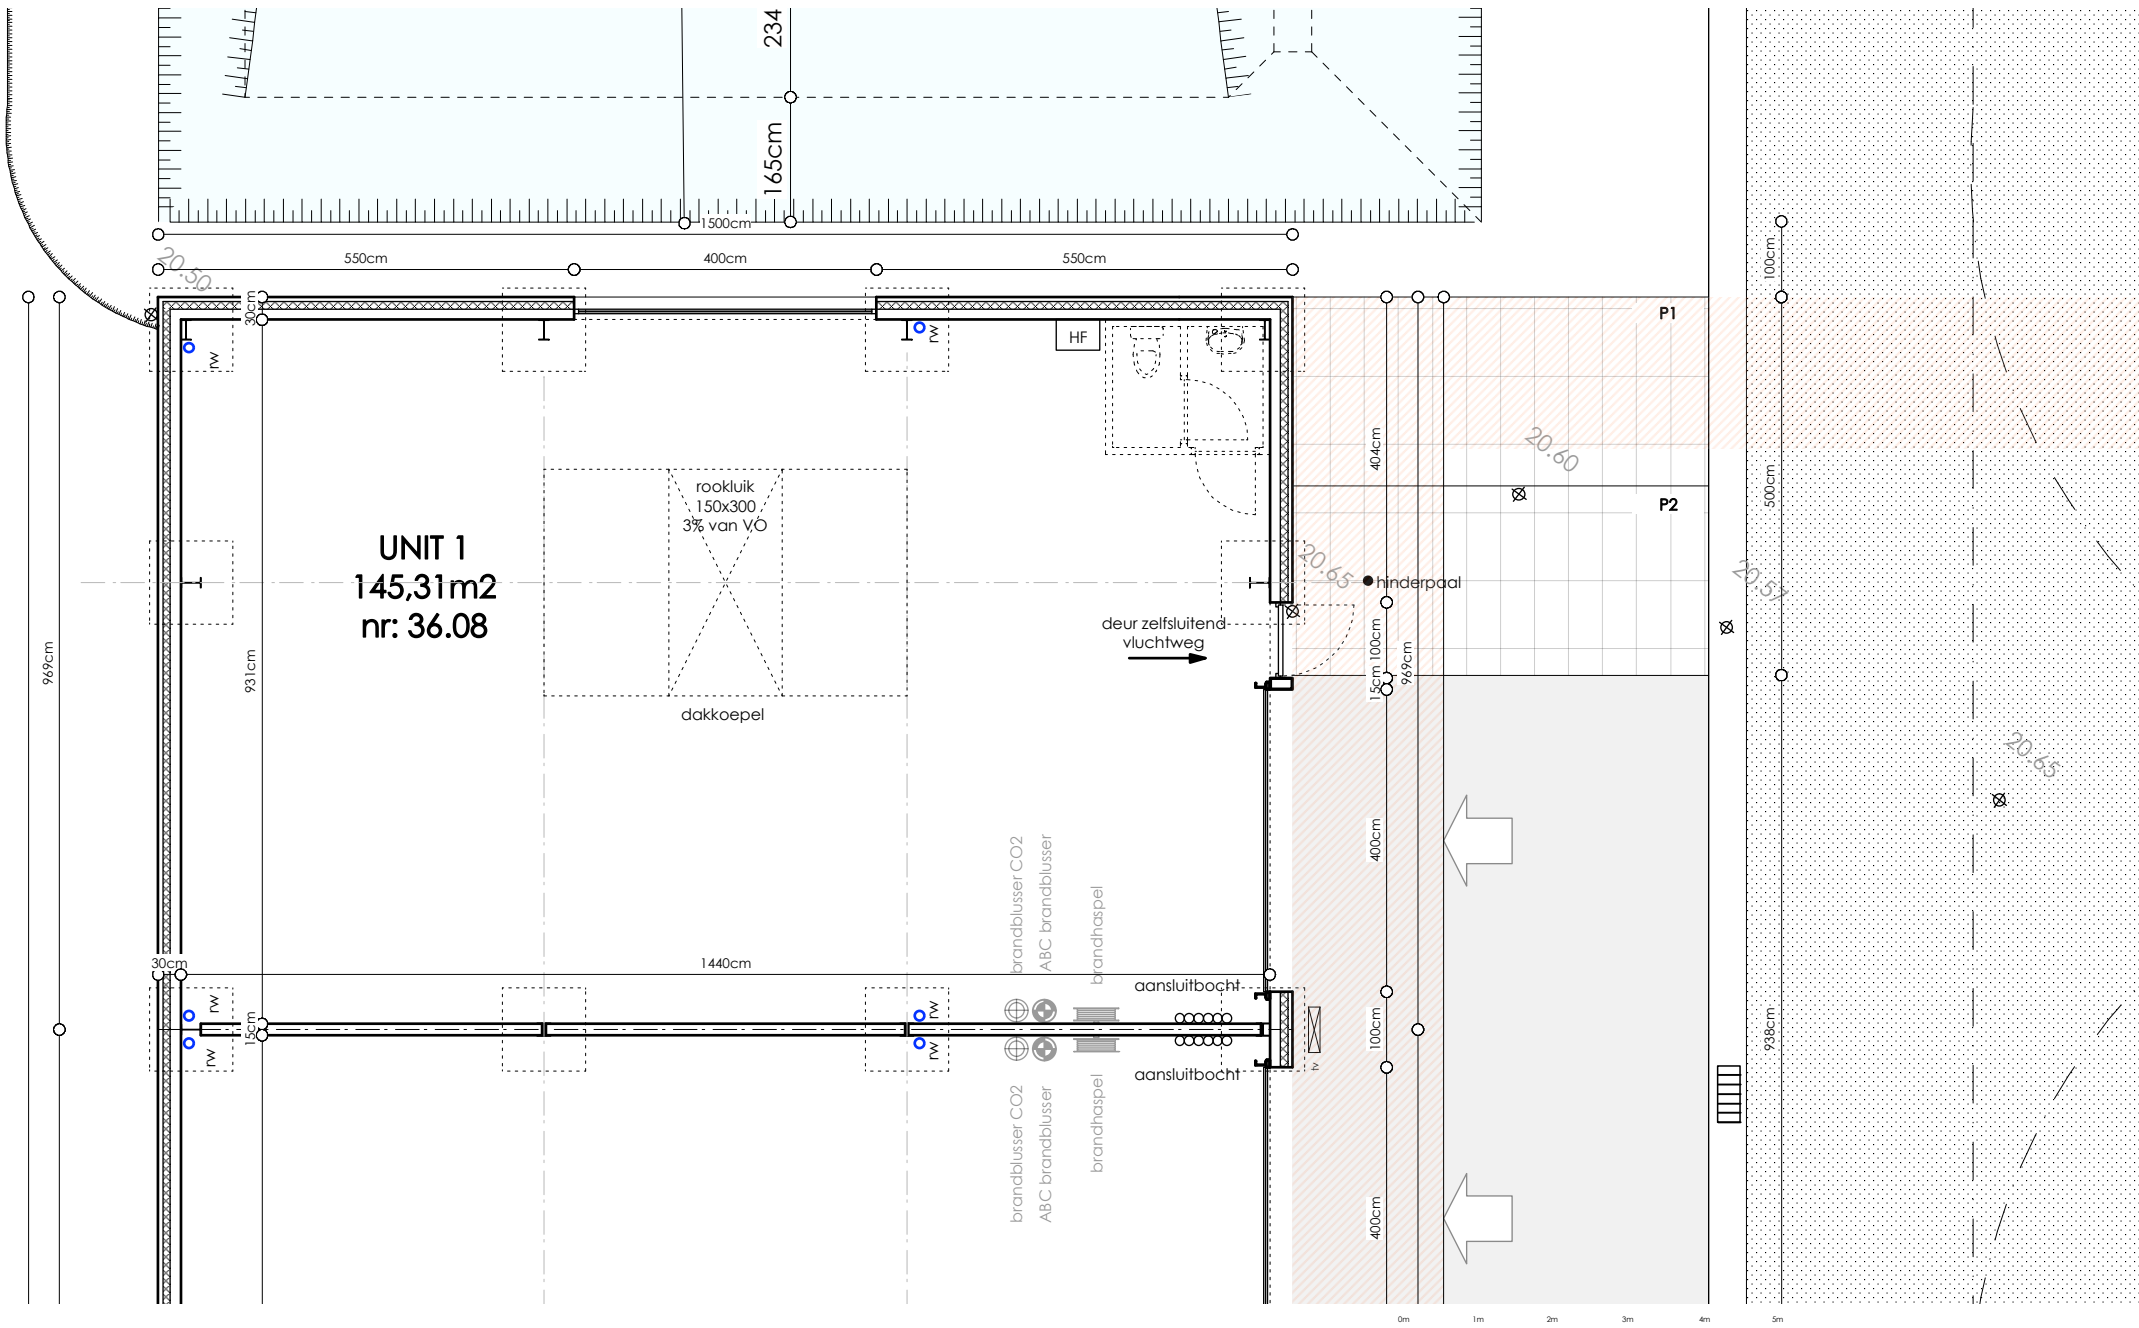 234
165cm
1500cm
550cm
400cm
550cm
100cm
20.50
30cm
rw
rw
HF
P1
404cm
20.60
500cm
rookluik
150x300
3% van VO
P2
UNIT 1
145,31m2
nr: 36.08
20.65
hinderpaal
20.57
deur zelfsluitend
vluchtweg
100cm
15cm
969cm
969cm
931cm
dakkoepel
20.65
400cm
brandblusser CO2
ABC brandblusser
brandhaspel
30cm
1440cm
aansluitbocht
rw
rw
15cm
rw
rw
100cm
938cm
aansluitbocht
brandblusser CO2
ABC brandblusser
brandhaspel
400cm
0m
1m
2m
3m
4m
5m